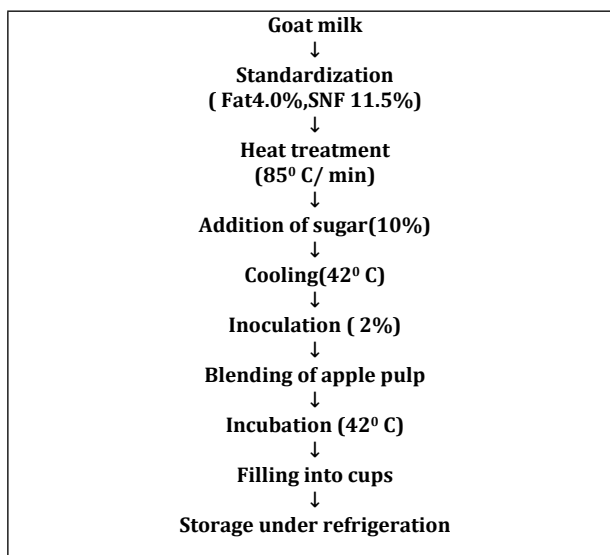 Goat milk
↓
Standardization
( Fat4.0%,SNF 11.5%)
↓
Heat treatment
(85⁰ C/ min)
↓
Addition of sugar(10%)
↓
Cooling(42⁰ C)
↓
Inoculation ( 2%)
↓
Blending of apple pulp
↓
Incubation (42⁰ C)
↓
Filling into cups
↓
Storage under refrigeration